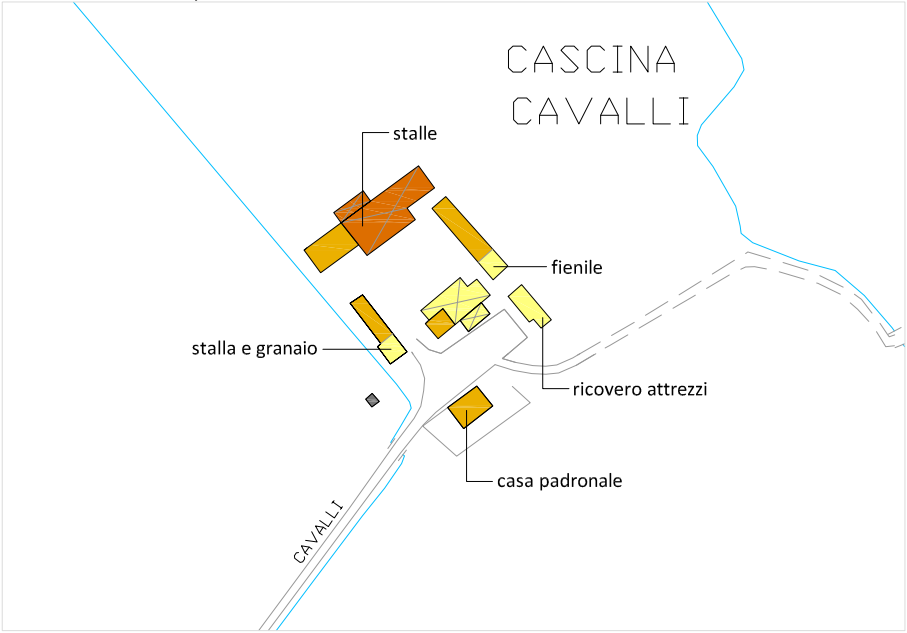 CASCINA
CAVALLI
stalle
fienile
stalla e granaio
ricovero attrezzi
casa padronale
CAVALLI